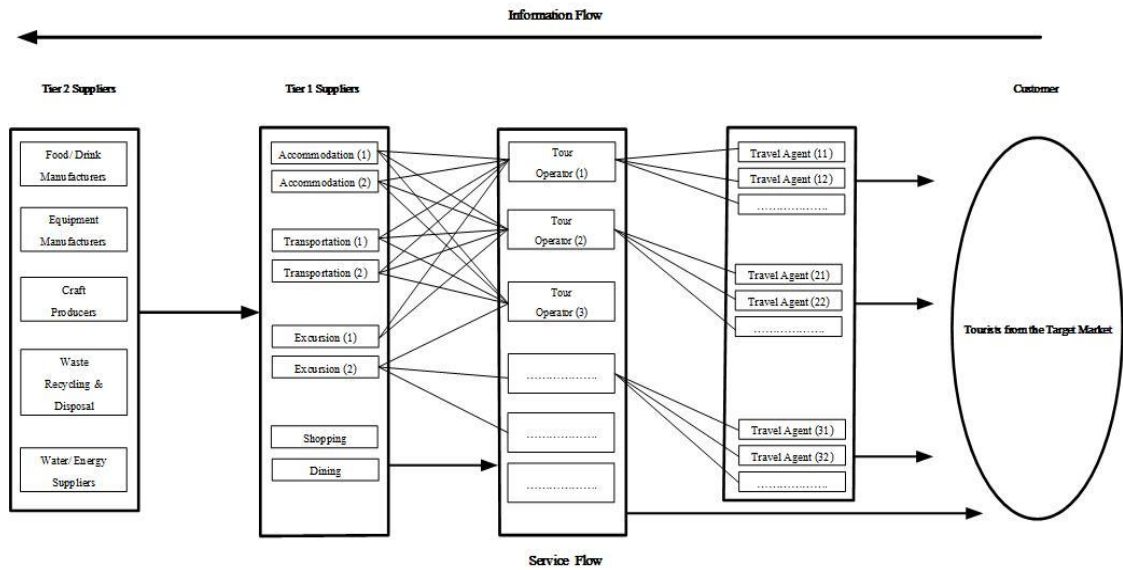 Information Flow
Tier 2 Suppliers
Tier 1 Suppliers
Customer
Food/ Drink
Manufacturers
Equipment
Manufacturers
Craft
Producers
Waste
Recycling &
Disposal
Water/ Energy
Suppliers
Accommodation (1)
Accommodation (2)
Transportation (1)
Transportation (2)
Excursion (1)
Excursion (2)
Shopping
Dining
Tour
Operator (1)
Tour
Operator (2)
Tour
Operator (3)
.....................
.....................
.....................
Travel Agent (11)
Travel Agent (12)
.....................
Travel Agent (21)
Travel Agent (22)
.....................
Travel Agent (31)
Travel Agent (32)
.....................
Tourists from the Target Market
Service Flow